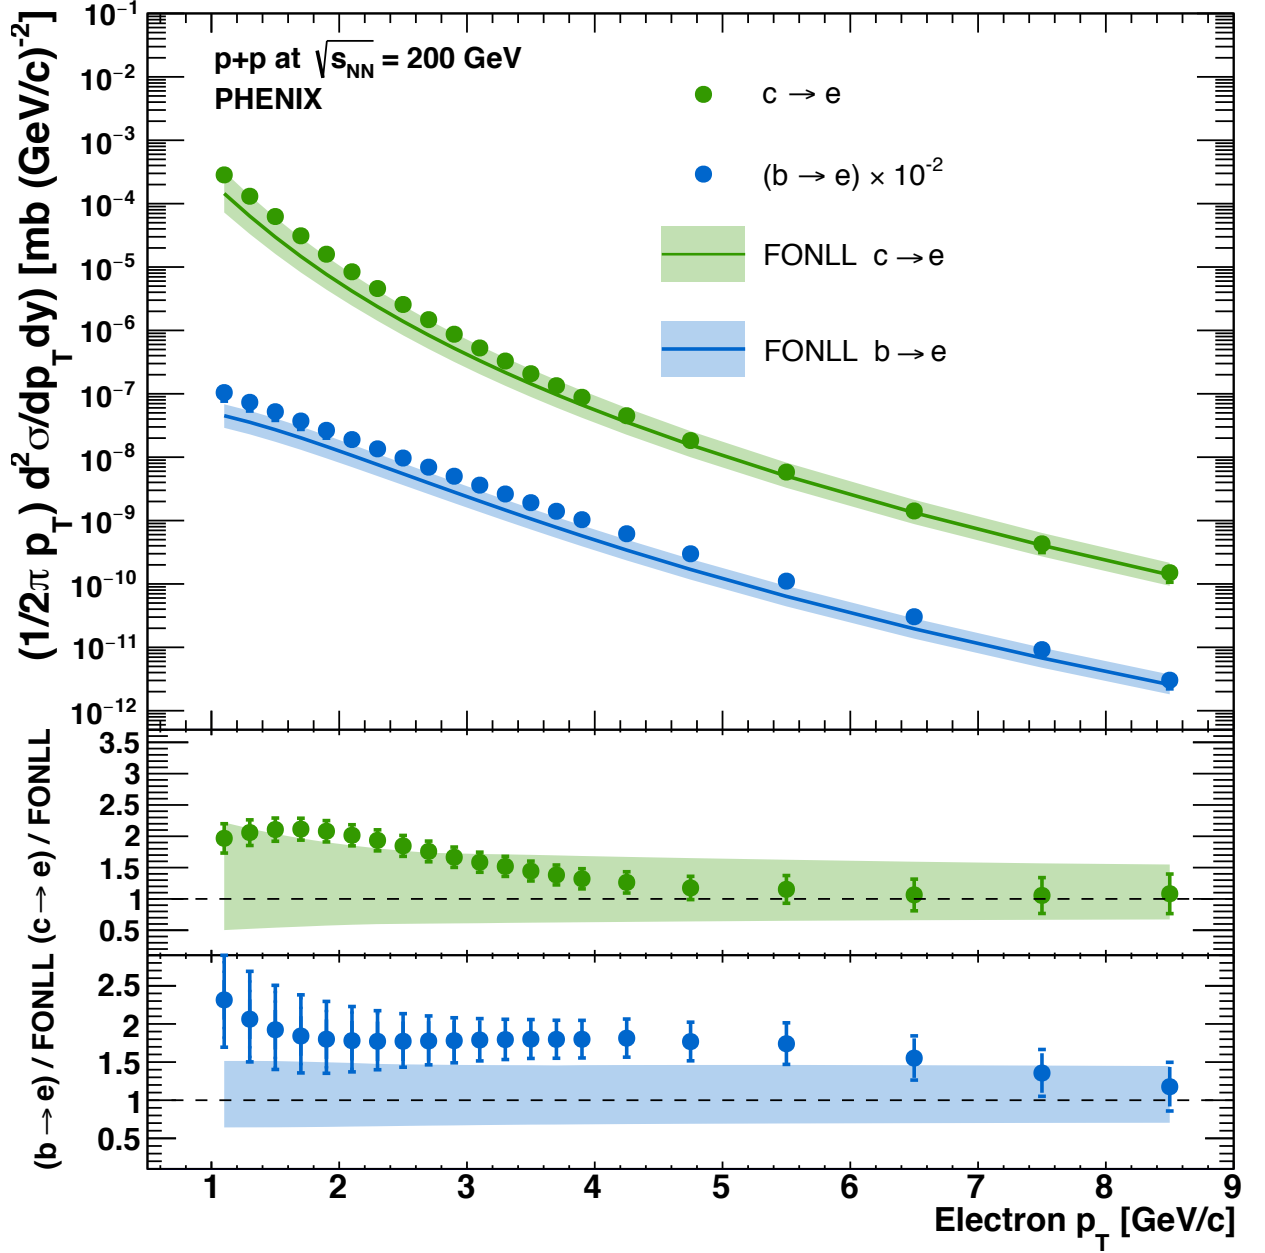 p+p at √s_NN = 200 GeV
PHENIX
c → e
(b → e) × 10^-2
FONLL c → e
FONLL b → e
(1/2π p_T) d^2σ/dp_T dy) [mb (GeV/c)^-2]
10^−1
10^−2
10^−3
10^−4
10^−5
10^−6
10^−7
10^−8
10^−9
10^−10
10^−11
10^−12
(c → e) / FONLL
3.5
3
2.5
2
1.5
1
0.5
(b → e) / FONLL
2.5
2
1.5
1
0.5
1 2 3 4 5 6 7 8 9
Electron p_T [GeV/c]